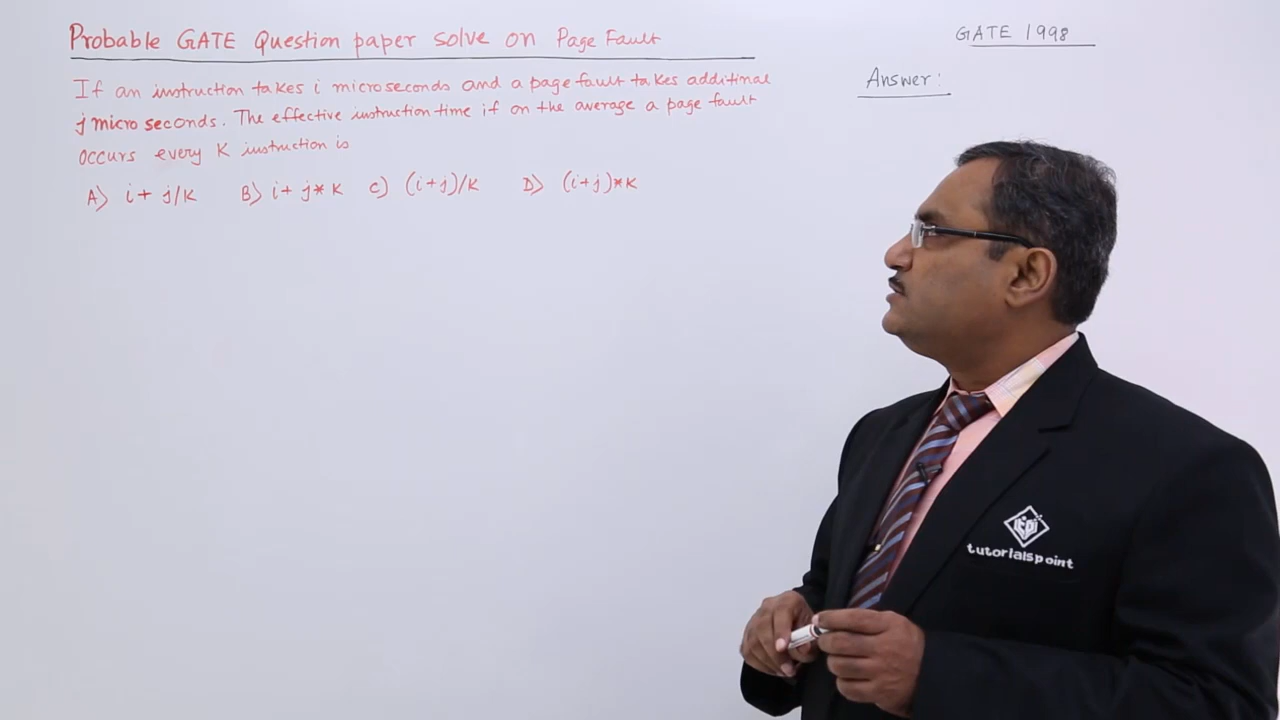 Probable GATE Question paper solve on Page Fault
GATE 1998
If an instruction takes i microseconds and a page fault takes additinal
j micro seconds. The effective instruction time if on the average a page fault
occurs every K instruction is
A) i + j/K B) i + j * K C) (i+j)/K D) (i+j)*K
Answer:
tutorialspoint